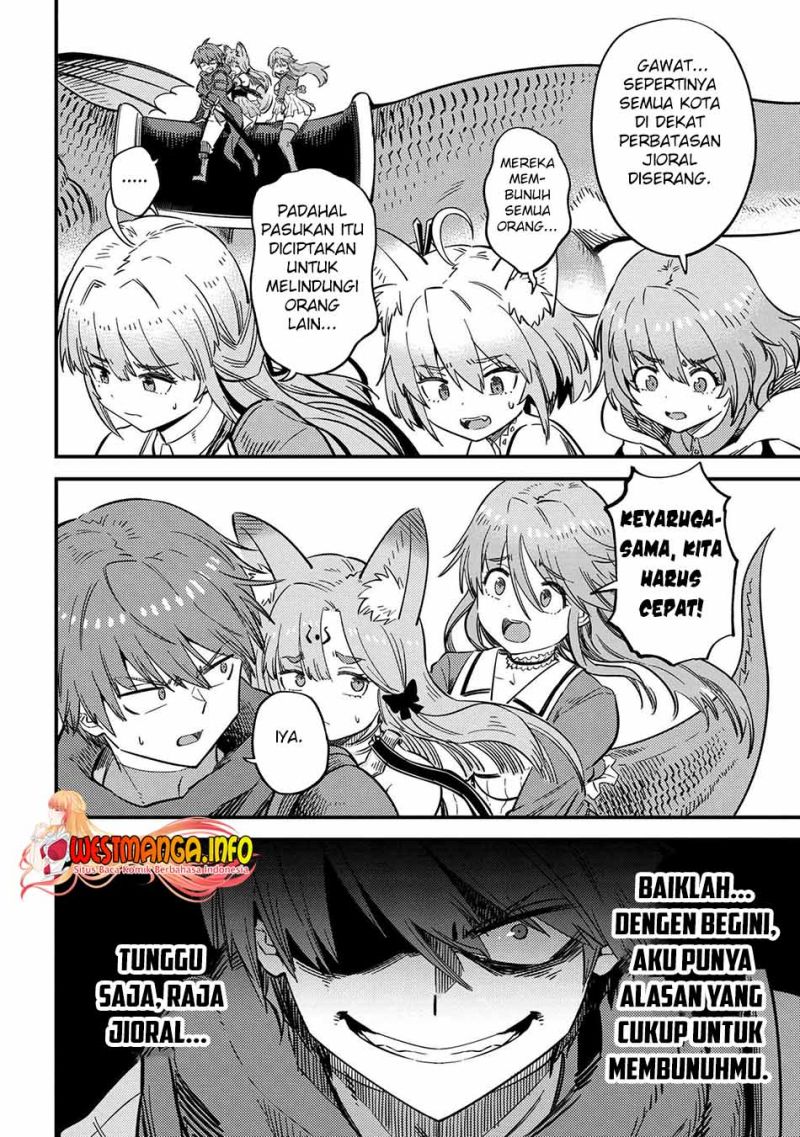 GAWAT...
SEPERTINYA
SEMUA KOTA
DI DEKAT
PERBATASAN
JIORAL
DISERANG.
MEREKA
MEM-
BUNUH
SEMUA
ORANG...
PADAHAL
PASUKAN ITU
DICIPTAKAN
UNTUK
MELINDUNGI
ORANG
LAIN...
.....
KEYARUGA-
SAMA, KITA
HARUS
CEPAT!
IYA.
BAIKLAH...
DENGEN BEGINI,
AKU PUNYA
ALASAN YANG
CUKUP UNTUK
MEMBUNUHMU.
TUNGGU
SAJA, RAJA
JIORAL...
WESTMANGA.INFO
Situs Baca Komik Berbahasa Indonesia